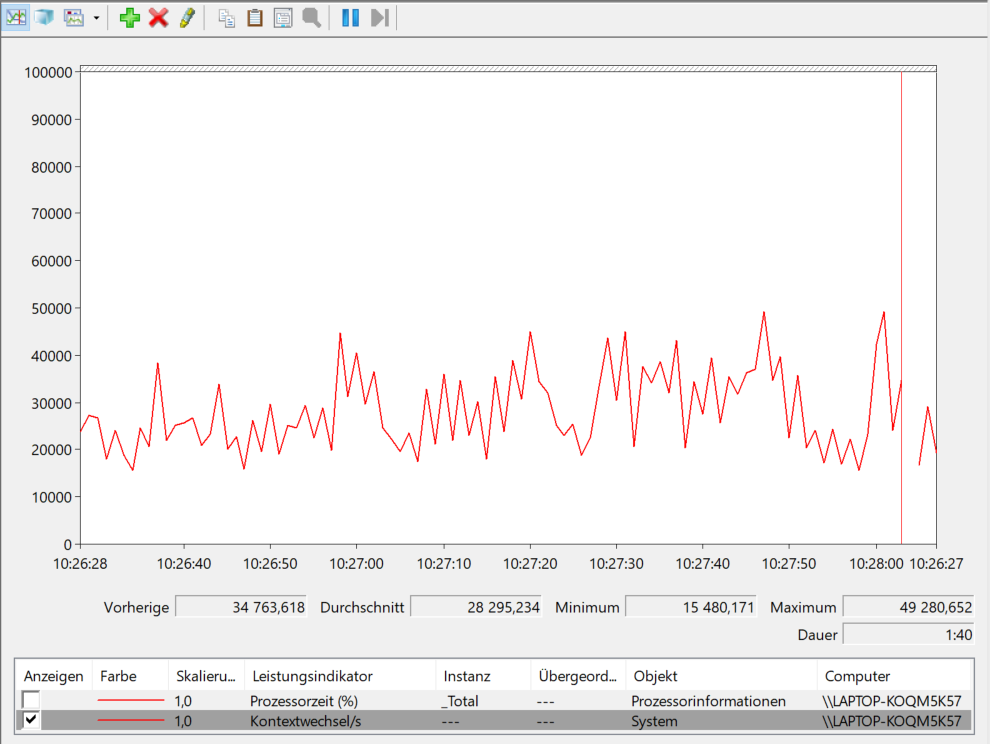 100000
90000
80000
70000
60000
50000
40000
30000
20000
10000
0
10:26:28 10:26:40 10:26:50 10:27:00 10:27:10 10:27:20 10:27:30 10:27:40 10:27:50 10:28:00 10:26:27
Vorherige 34 763,618 Durchschnitt 28 295,234 Minimum 15 480,171 Maximum 49 280,652
Dauer 1:40
Anzeigen Farbe Skalieru... Leistungsindikator Instanz Übergeord... Objekt Computer
1,0 Prozessorzeit (%) _Total --- Prozessorinformationen \\LAPTOP-KOQM5K57
1,0 Kontextwechsel/s --- --- System \\LAPTOP-KOQM5K57